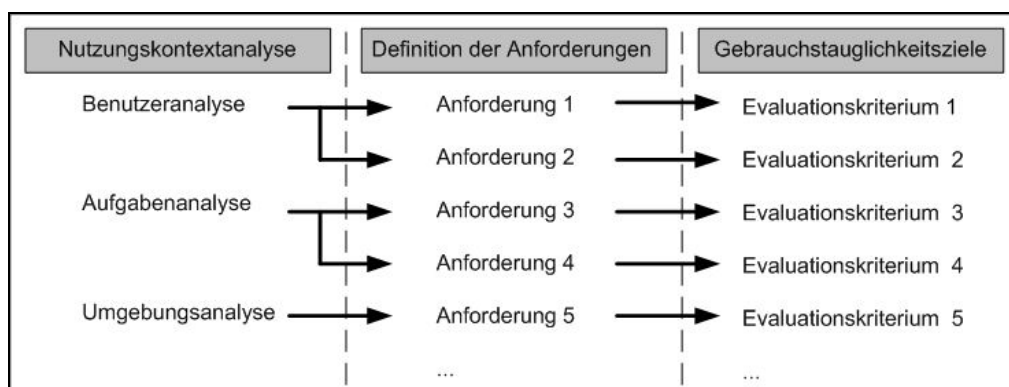 Nutzungskontextanalyse
Definition der Anforderungen
Gebrauchstauglichkeitsziele
Benutzeranalyse
Anforderung 1
Evaluationskriterium 1
Anforderung 2
Evaluationskriterium 2
Aufgabenanalyse
Anforderung 3
Evaluationskriterium 3
Anforderung 4
Evaluationskriterium 4
Umgebungsanalyse
Anforderung 5
Evaluationskriterium 5
...
...